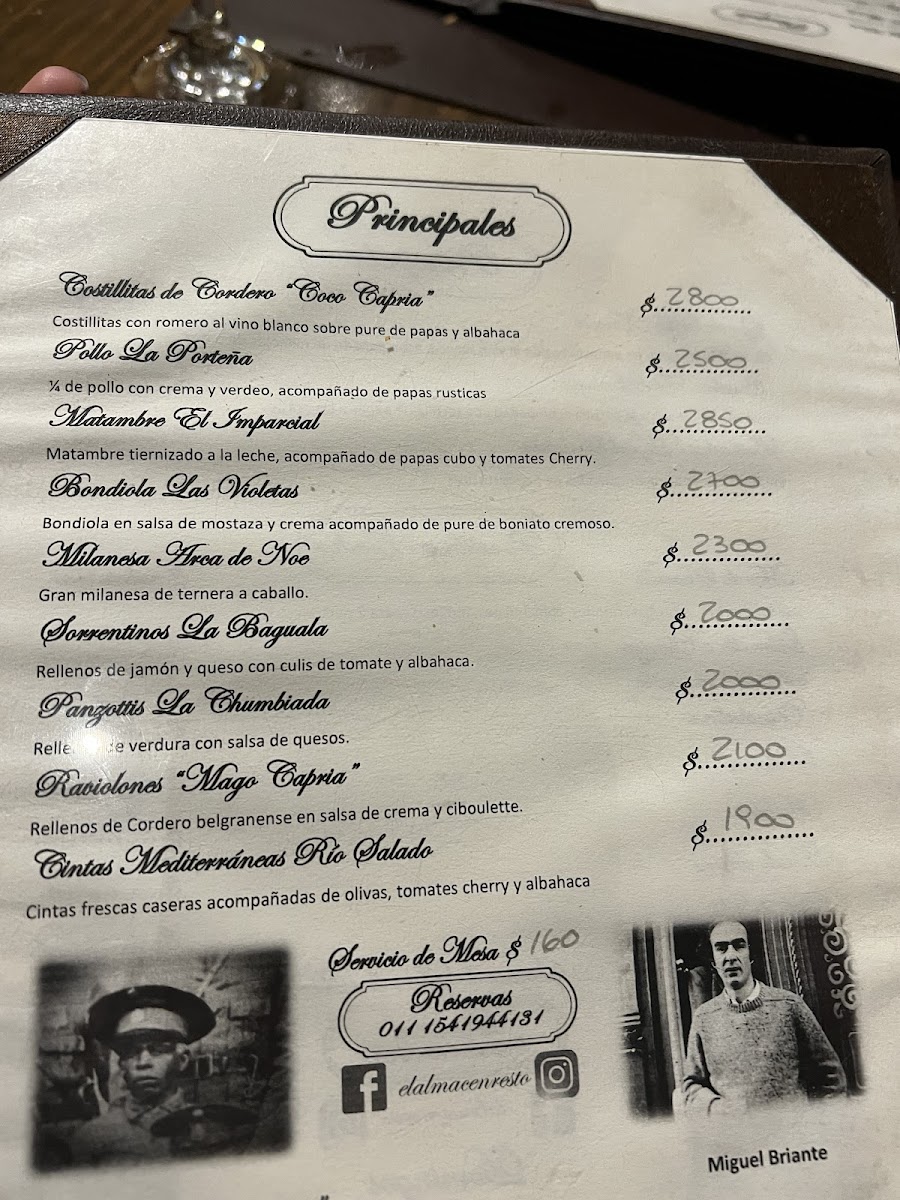 Principales
Costillitas de Cordero "Coco Capria"
$ 2800
Costillitas con romero al vino blanco sobre pure de papas y albahaca
Pollo La Porteña
$ 2500
¼ de pollo con crema y verdeo, acompañado de papas rusticas
Matambre El Imparcial
$ 2850
Matambre tiernizado a la leche, acompañado de papas cubo y tomates Cherry.
Bondiola Las Violetas
$ 2700
Bondiola en salsa de mostaza y crema acompañado de pure de boniato cremoso.
Milanesa Arca de Noe
$ 2300
Gran milanesa de ternera a caballo.
Sorrentinos La Baguala
$ 2000
Rellenos de jamón y queso con culis de tomate y albahaca.
Panzottis La Chumbiada
$ 2000
verdura con salsa de quesos.
Raviolones "Mago Capria"
$ 2100
Rellenos de Cordero belgranense en salsa de crema y ciboulette.
Cintas Mediterráneas Río Salado
$ 1900
Cintas frescas caseras acompañadas de olivas, tomates cherry y albahaca
Servicio de Mesa $ 160
Reservas
011 1541944131
elalmacenresto
Miguel Briante